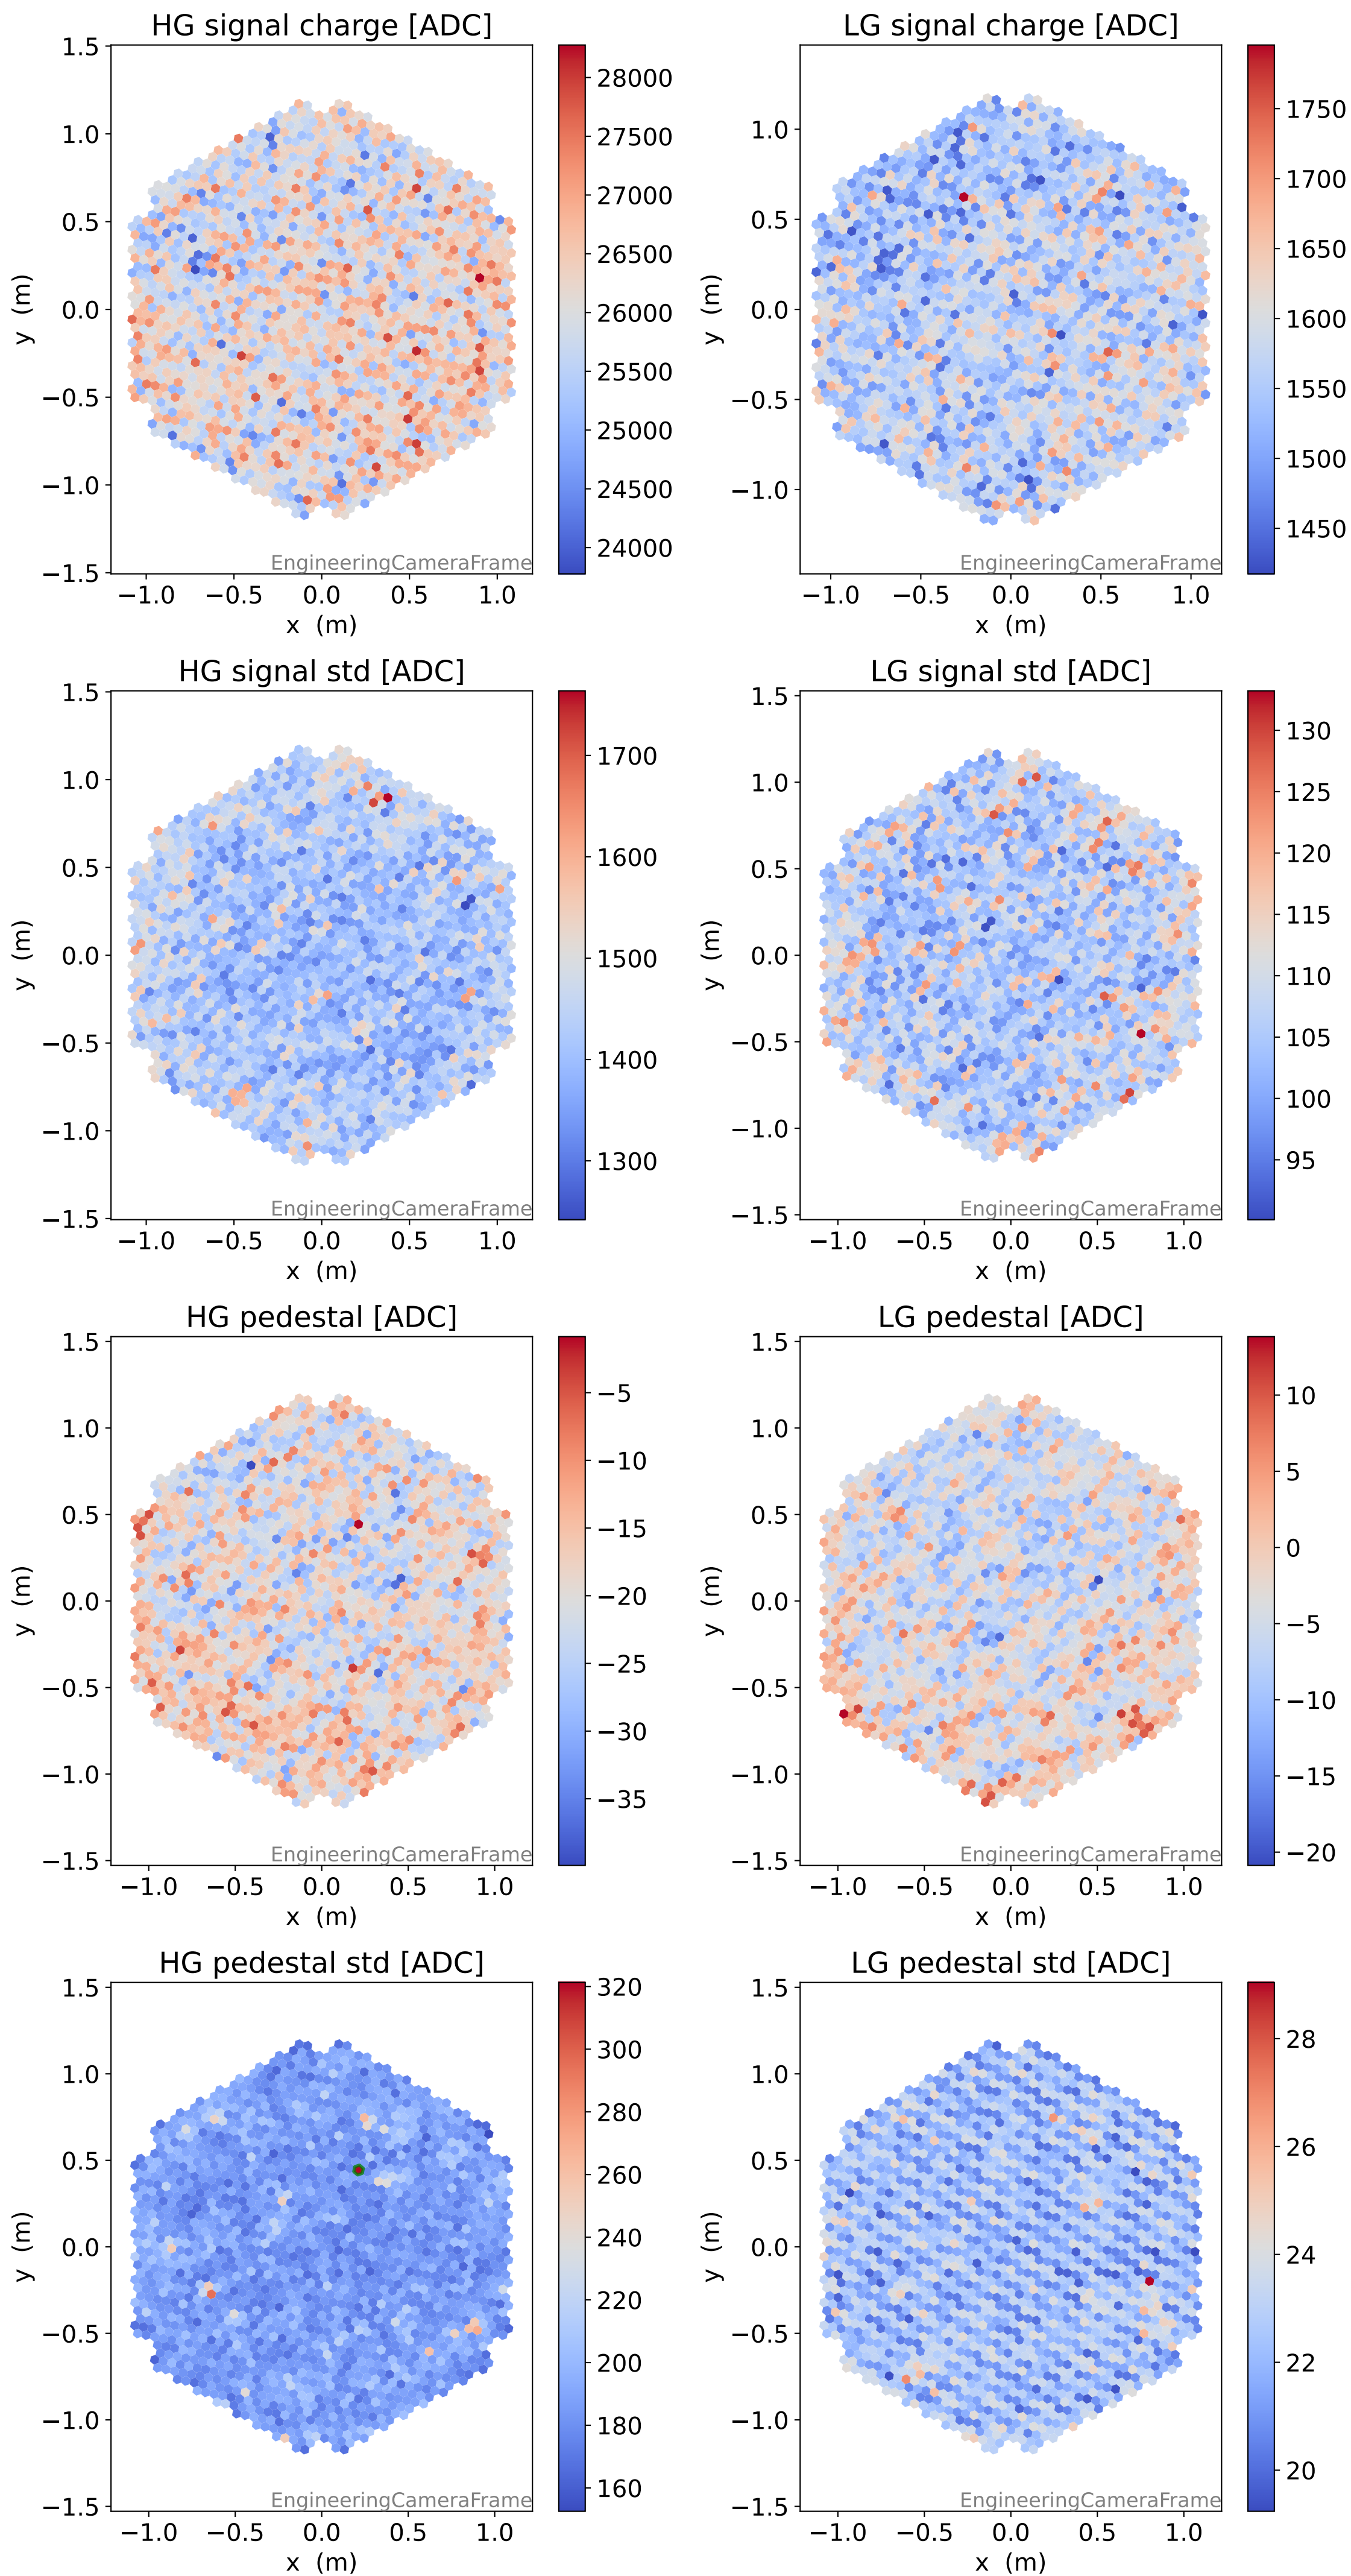 HG signal charge [ADC]
1.5
1.0
0.5
0.0
−0.5
−1.0
−1.5
y (m)
−1.0 −0.5 0.0 0.5 1.0
x (m)
EngineeringCameraFrame
28000
27500
27000
26500
26000
25500
25000
24500
24000
LG signal charge [ADC]
1.0
0.5
0.0
−0.5
−1.0
y (m)
−1.0 −0.5 0.0 0.5 1.0
x (m)
EngineeringCameraFrame
1750
1700
1650
1600
1550
1500
1450
HG signal std [ADC]
1.5
1.0
0.5
0.0
−0.5
−1.0
−1.5
y (m)
−1.0 −0.5 0.0 0.5 1.0
x (m)
EngineeringCameraFrame
1700
1600
1500
1400
1300
LG signal std [ADC]
1.5
1.0
0.5
0.0
−0.5
−1.0
−1.5
y (m)
−1.0 −0.5 0.0 0.5 1.0
x (m)
EngineeringCameraFrame
130
125
120
115
110
105
100
95
HG pedestal [ADC]
1.5
1.0
0.5
0.0
−0.5
−1.0
−1.5
y (m)
−1.0 −0.5 0.0 0.5 1.0
x (m)
EngineeringCameraFrame
−5
−10
−15
−20
−25
−30
−35
LG pedestal [ADC]
1.5
1.0
0.5
0.0
−0.5
−1.0
−1.5
y (m)
−1.0 −0.5 0.0 0.5 1.0
x (m)
EngineeringCameraFrame
10
5
0
−5
−10
−15
−20
HG pedestal std [ADC]
1.5
1.0
0.5
0.0
−0.5
−1.0
−1.5
y (m)
−1.0 −0.5 0.0 0.5 1.0
x (m)
EngineeringCameraFrame
320
300
280
260
240
220
200
180
160
LG pedestal std [ADC]
1.5
1.0
0.5
0.0
−0.5
−1.0
−1.5
y (m)
−1.0 −0.5 0.0 0.5 1.0
x (m)
EngineeringCameraFrame
28
26
24
22
20